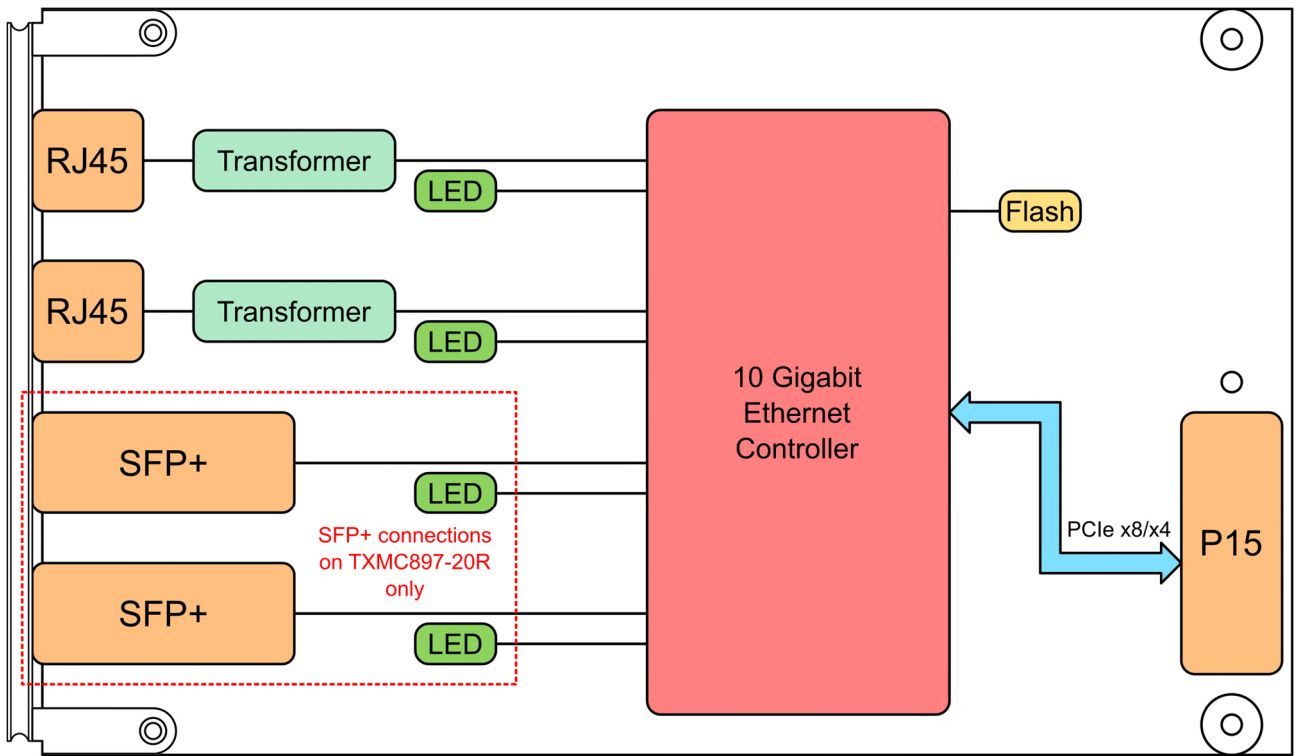 RJ45
Transformer
LED
Flash
RJ45
Transformer
LED
10 Gigabit
Ethernet
Controller
SFP+
LED
SFP+ connections
on TXMC897-20R
only
PCIe x8/x4
P15
SFP+
LED